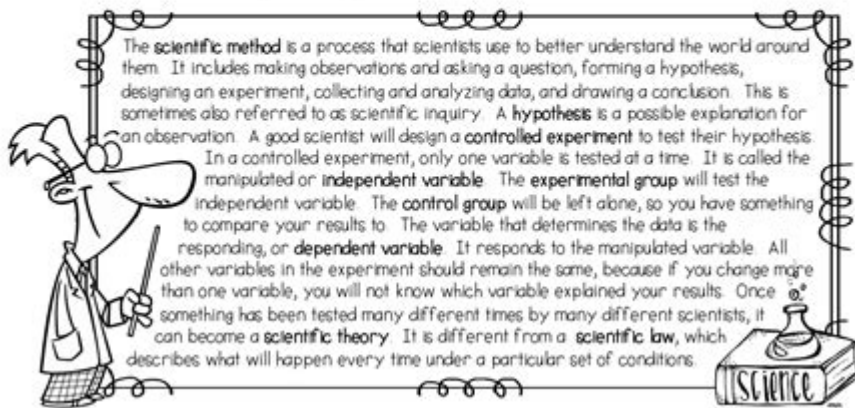 The scientific method is a process that scientists use to better understand the world around
them. It includes making observations and asking a question, forming a hypothesis,
designing an experiment, collecting and analyzing data, and drawing a conclusion. This is
sometimes also referred to as scientific inquiry. A hypothesis is a possible explanation for
an observation. A good scientist will design a controlled experiment to test their hypothesis.
In a controlled experiment, only one variable is tested at a time. It is called the
manipulated or independent variable. The experimental group will test the
independent variable. The control group will be left alone, so you have something
to compare your results to. The variable that determines the data is the
responding, or dependent variable. It responds to the manipulated variable. All
other variables in the experiment should remain the same, because if you change more
than one variable, you will not know which variable explained your results. Once
something has been tested many different times by many different scientists, it
can become a scientific theory. It is different from a scientific law, which
describes what will happen every time under a particular set of conditions.
science